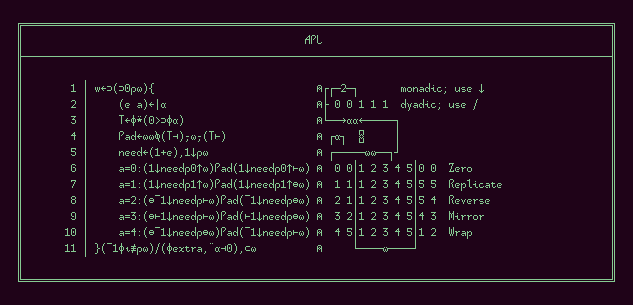 APL
1 w←⊃(⊃0⍴⍵){ ⍝┌┌─2─┐ monadic; use ↓
2 (e a)←|⍺ ⍝├ 0 0 1 1 1 dyadic; use /
3 T←⌽⍣(0>⊃⌽⍺) ⍝└──→⍺⍺←────┐
4 Pad←⍵⍵⍉(T⊣)⍪⍵⍪(T⊢) ⍝ ┌⍺┐ ⌺ │
5 need←(1+e),1↓⍴⍵ ⍝┌────⍵⍵──┐┘
6 a=0:(1↓need⍴0↑⍵)Pad(1↓need⍴0↑⊢⍵) ⍝ 0 0│1 2 3 4 5│0 0 Zero
7 a=1:(1↓need⍴1↑⍵)Pad(1↓need⍴1↑⊖⍵) ⍝ 1 1│1 2 3 4 5│5 5 Replicate
8 a=2:(⊖¯1↓need⍴⊢⍵)Pad(¯1↓need⍴⊖⍵) ⍝ 2 1│1 2 3 4 5│5 4 Reverse
9 a=3:(⊖⊢1↓need⍴⊢⍵)Pad(⊢1↓need⍴⊖⍵) ⍝ 3 2│1 2 3 4 5│4 3 Mirror
10 a=4:(⊖¯1↓need⍴⊖⍵)Pad(¯1↓need⍴⊢⍵) ⍝ 4 5│1 2 3 4 5│1 2 Wrap
11 }(¯1⌽⍳≢⍴⍵)/(⌽extra,¨⍺⊣0),⊂⍵ ⍝ └────⍵────┘